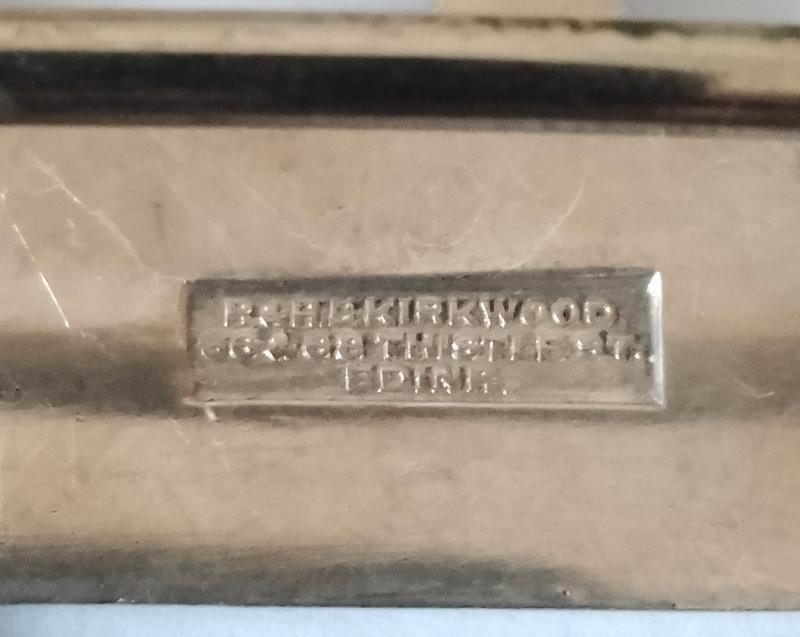 R & H.B. KIRKWOOD
66 & 68 THISTLE ST.
EDINR.